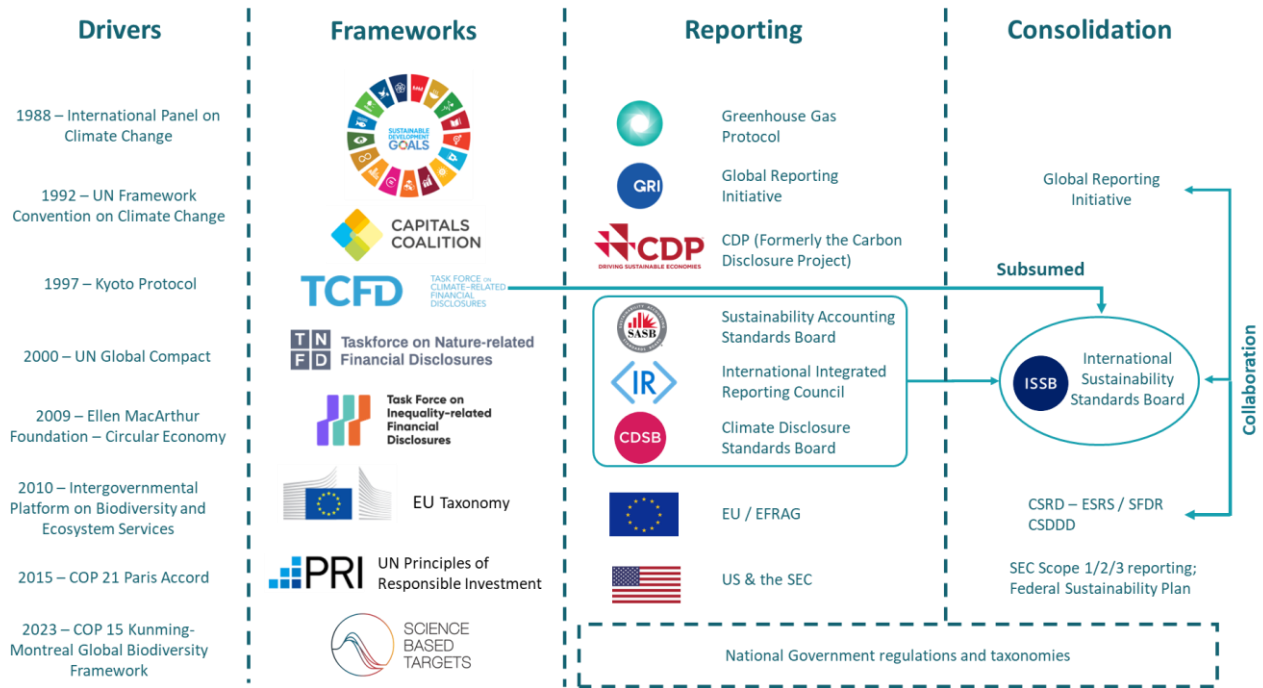 Drivers
1988 – International Panel on
Climate Change
1992 – UN Framework
Convention on Climate Change
1997 – Kyoto Protocol
2000 – UN Global Compact
2009 – Ellen MacArthur
Foundation – Circular Economy
2010 – Intergovernmental
Platform on Biodiversity and
Ecosystem Services
2015 – COP 21 Paris Accord
2023 – COP 15 Kunming-
Montreal Global Biodiversity
Framework
Frameworks
SUSTAINABLE
DEVELOPMENT
GOALS
CAPITALS
COALITION
TCFD
TASK FORCE ON
CLIMATE-RELATED
FINANCIAL
DISCLOSURES
TN
FD
Taskforce on Nature-related
Financial Disclosures
Task Force on
Inequality-related
Financial
Disclosures
EU Taxonomy
PRI
UN Principles of
Responsible Investment
SCIENCE
BASED
TARGETS
Reporting
Greenhouse Gas
Protocol
GRI
Global Reporting
Initiative
CDP
DRIVING SUSTAINABLE ECONOMIES
CDP (Formerly the Carbon
Disclosure Project)
SASB
Sustainability Accounting
Standards Board
<IR>
International Integrated
Reporting Council
CDSB
Climate Disclosure
Standards Board
EU / EFRAG
US & the SEC
Consolidation
Global Reporting
Initiative
Subsumed
ISSB
International
Sustainability
Standards Board
Collaboration
CSRD – ESRS / SFDR
CSDDD
SEC Scope 1/2/3 reporting;
Federal Sustainability Plan
National Government regulations and taxonomies